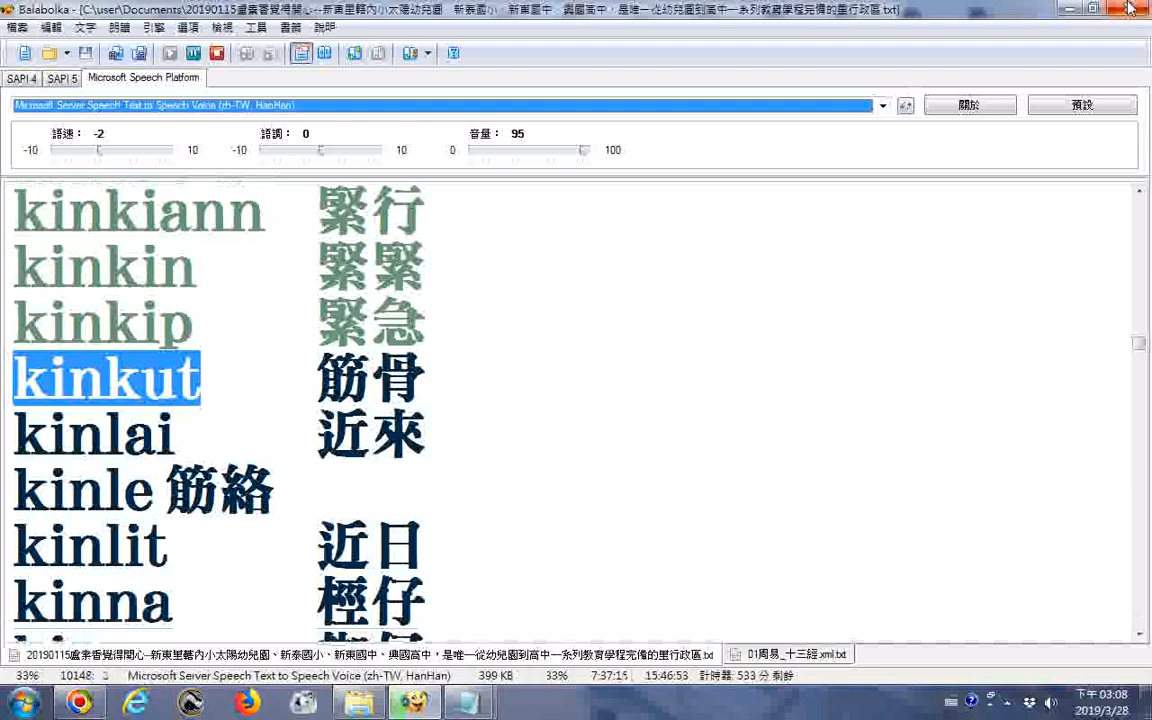 Balabolka - [C:\user\Documents\20190115盧業香覺得開心--新東里轄內小太陽幼兒園、新泰國小、新東國中、興國高中，是唯一從幼兒園到高中一系列教育學程完備的里行政區.txt]
檔案 編輯 文字 朗讀 引擎 選項 檢視 工具 書籤 說明
SAPI 4 SAPI 5 Microsoft Speech Platform
Microsoft Server Speech Text to Speech Voice (zh-TW, HanHan)
關於 預設
語速： -2 語調： 0 音量： 95
-10 10 -10 10 0 100
kinkiann 緊行
kinkin 緊緊
kinkip 緊急
kinkut 筋骨
kinlai 近來
kinle 筋絡
kinlit 近日
kinna 桱仔
20190115盧業香覺得開心--新東里轄內小太陽幼兒園、新泰國小、新東國中、興國高中，是唯一從幼兒園到高中一系列教育學程完備的里行政區.txt 01周易_十三經.xml.txt
33% 10148: Microsoft Server Speech Text to Speech Voice (zh-TW, HanHan) 399 KB 33% 7:37:15 15:46:53 計時器: 533 分 剩餘
下午 03:08
2019/3/28